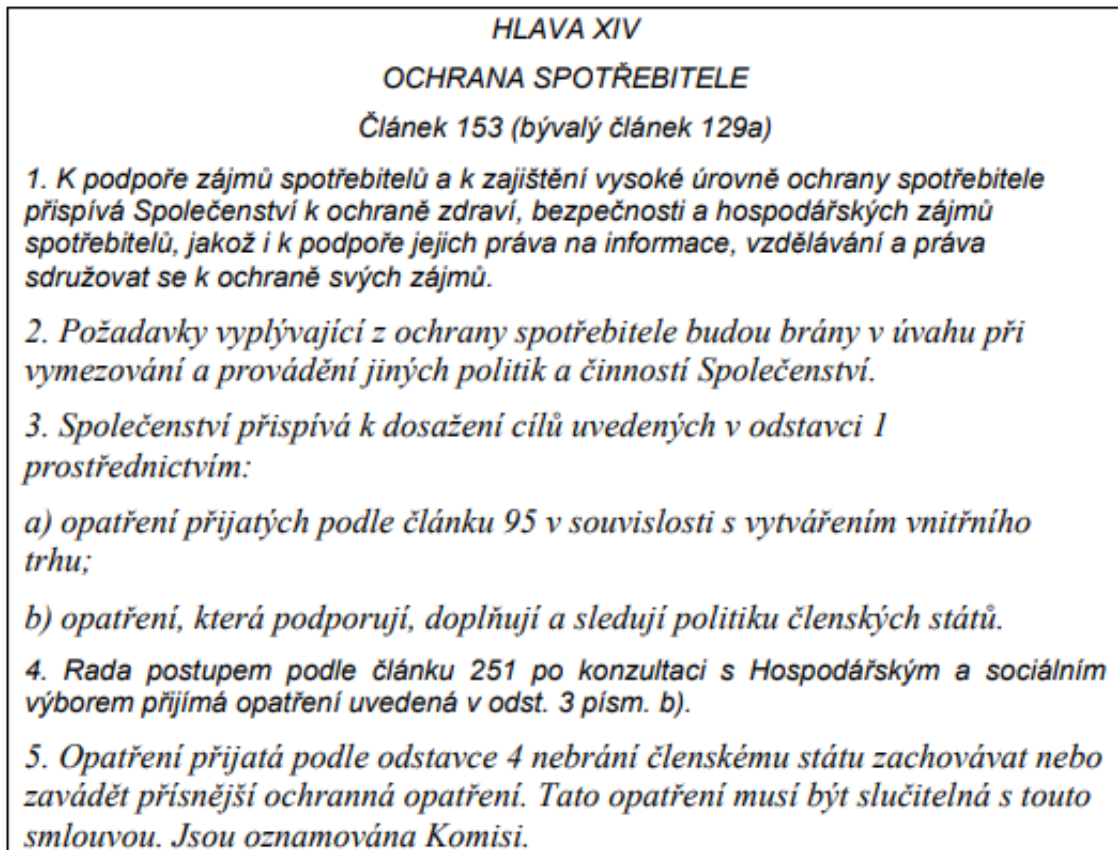 HLAVA XIV
OCHRANA SPOTŘEBITELE
Článek 153 (bývalý článek 129a)
1. K podpoře zájmů spotřebitelů a k zajištění vysoké úrovně ochrany spotřebitele
přispívá Společenství k ochraně zdraví, bezpečnosti a hospodářských zájmů
spotřebitelů, jakož i k podpoře jejich práva na informace, vzdělávání a práva
sdružovat se k ochraně svých zájmů.
2. Požadavky vyplývající z ochrany spotřebitele budou brány v úvahu při
vymezování a provádění jiných politik a činností Společenství.
3. Společenství přispívá k dosažení cílů uvedených v odstavci 1
prostřednictvím:
a) opatření přijatých podle článku 95 v souvislosti s vytvářením vnitřního
trhu;
b) opatření, která podporují, doplňují a sledují politiku členských států.
4. Rada postupem podle článku 251 po konzultaci s Hospodářským a sociálním
výborem přijímá opatření uvedená v odst. 3 písm. b).
5. Opatření přijatá podle odstavce 4 nebrání členskému státu zachovávat nebo
zavádět přísnější ochranná opatření. Tato opatření musí být slučitelná s touto
smlouvou. Jsou oznamována Komisi.